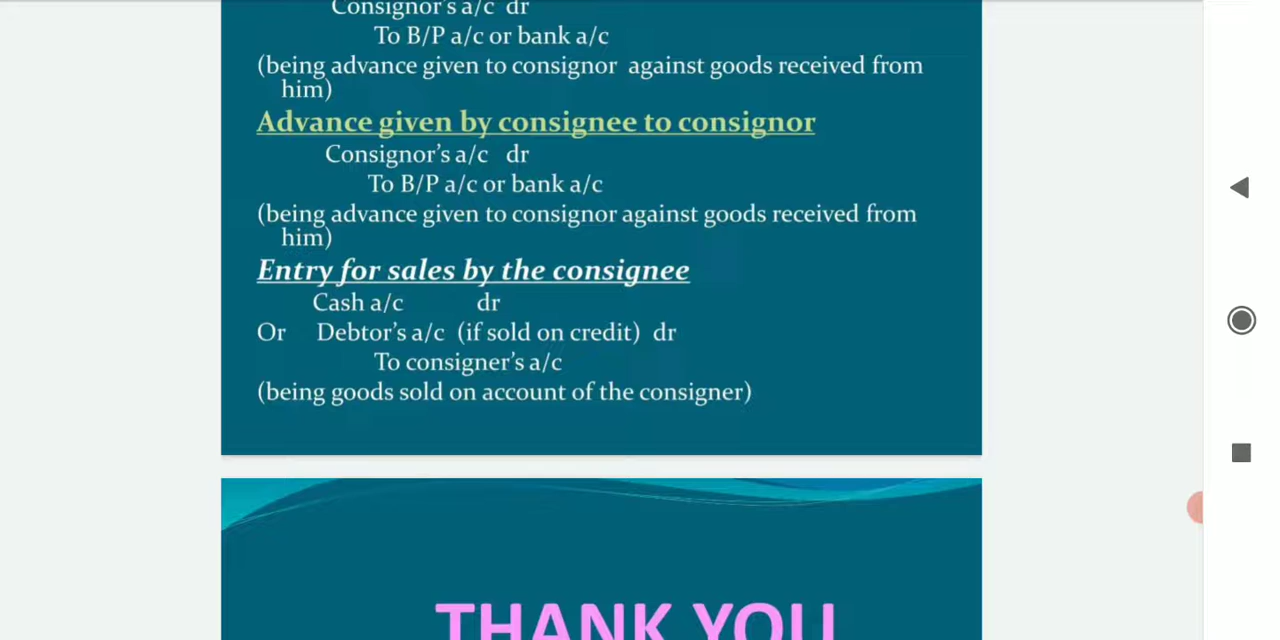 Consignor's a/c dr
To B/P a/c or bank a/c
(being advance given to consignor against goods received from
him)
Advance given by consignee to consignor
Consignor's a/c dr
To B/P a/c or bank a/c
(being advance given to consignor against goods received from
him)
Entry for sales by the consignee
Cash a/c dr
Or Debtor's a/c (if sold on credit) dr
To consigner's a/c
(being goods sold on account of the consigner)
THANK YOU